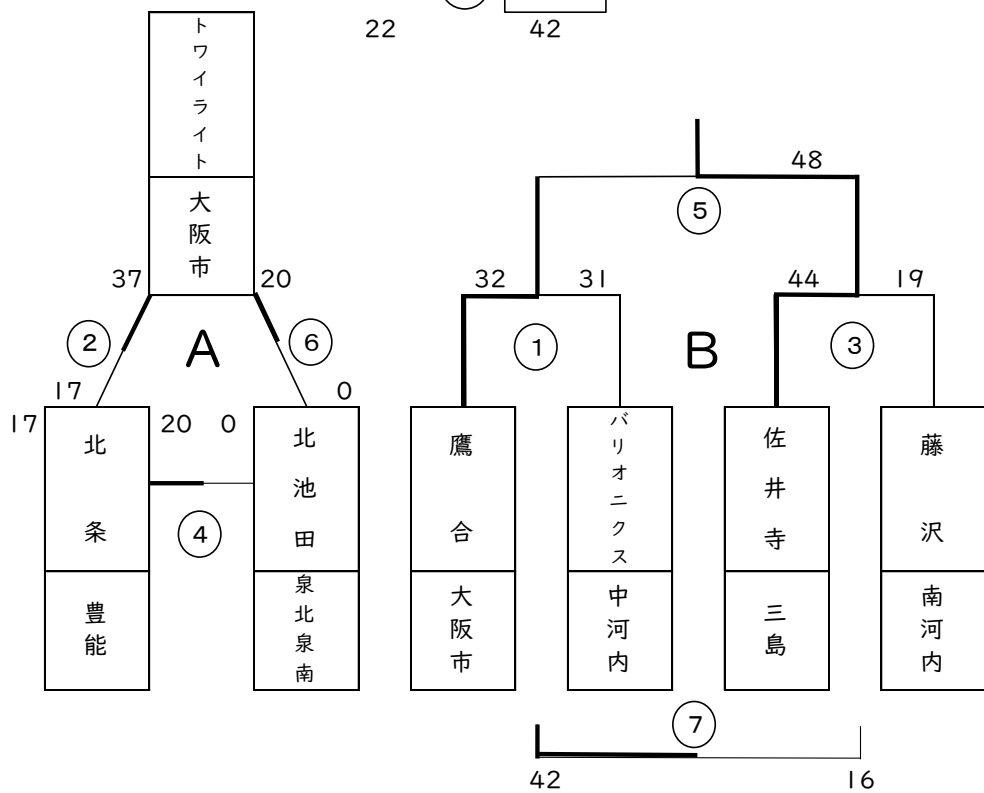 22 42
トワイライト
大阪市
37 20
② A ⑥
17 0
48
⑤
32 31 44 19
① B ③
17 20 0
④
北条
豊能
北池田
泉北泉南
鷹合
大阪市
バリオニクス
中河内
佐井寺
三島
藤沢
南河内
⑦
42 16